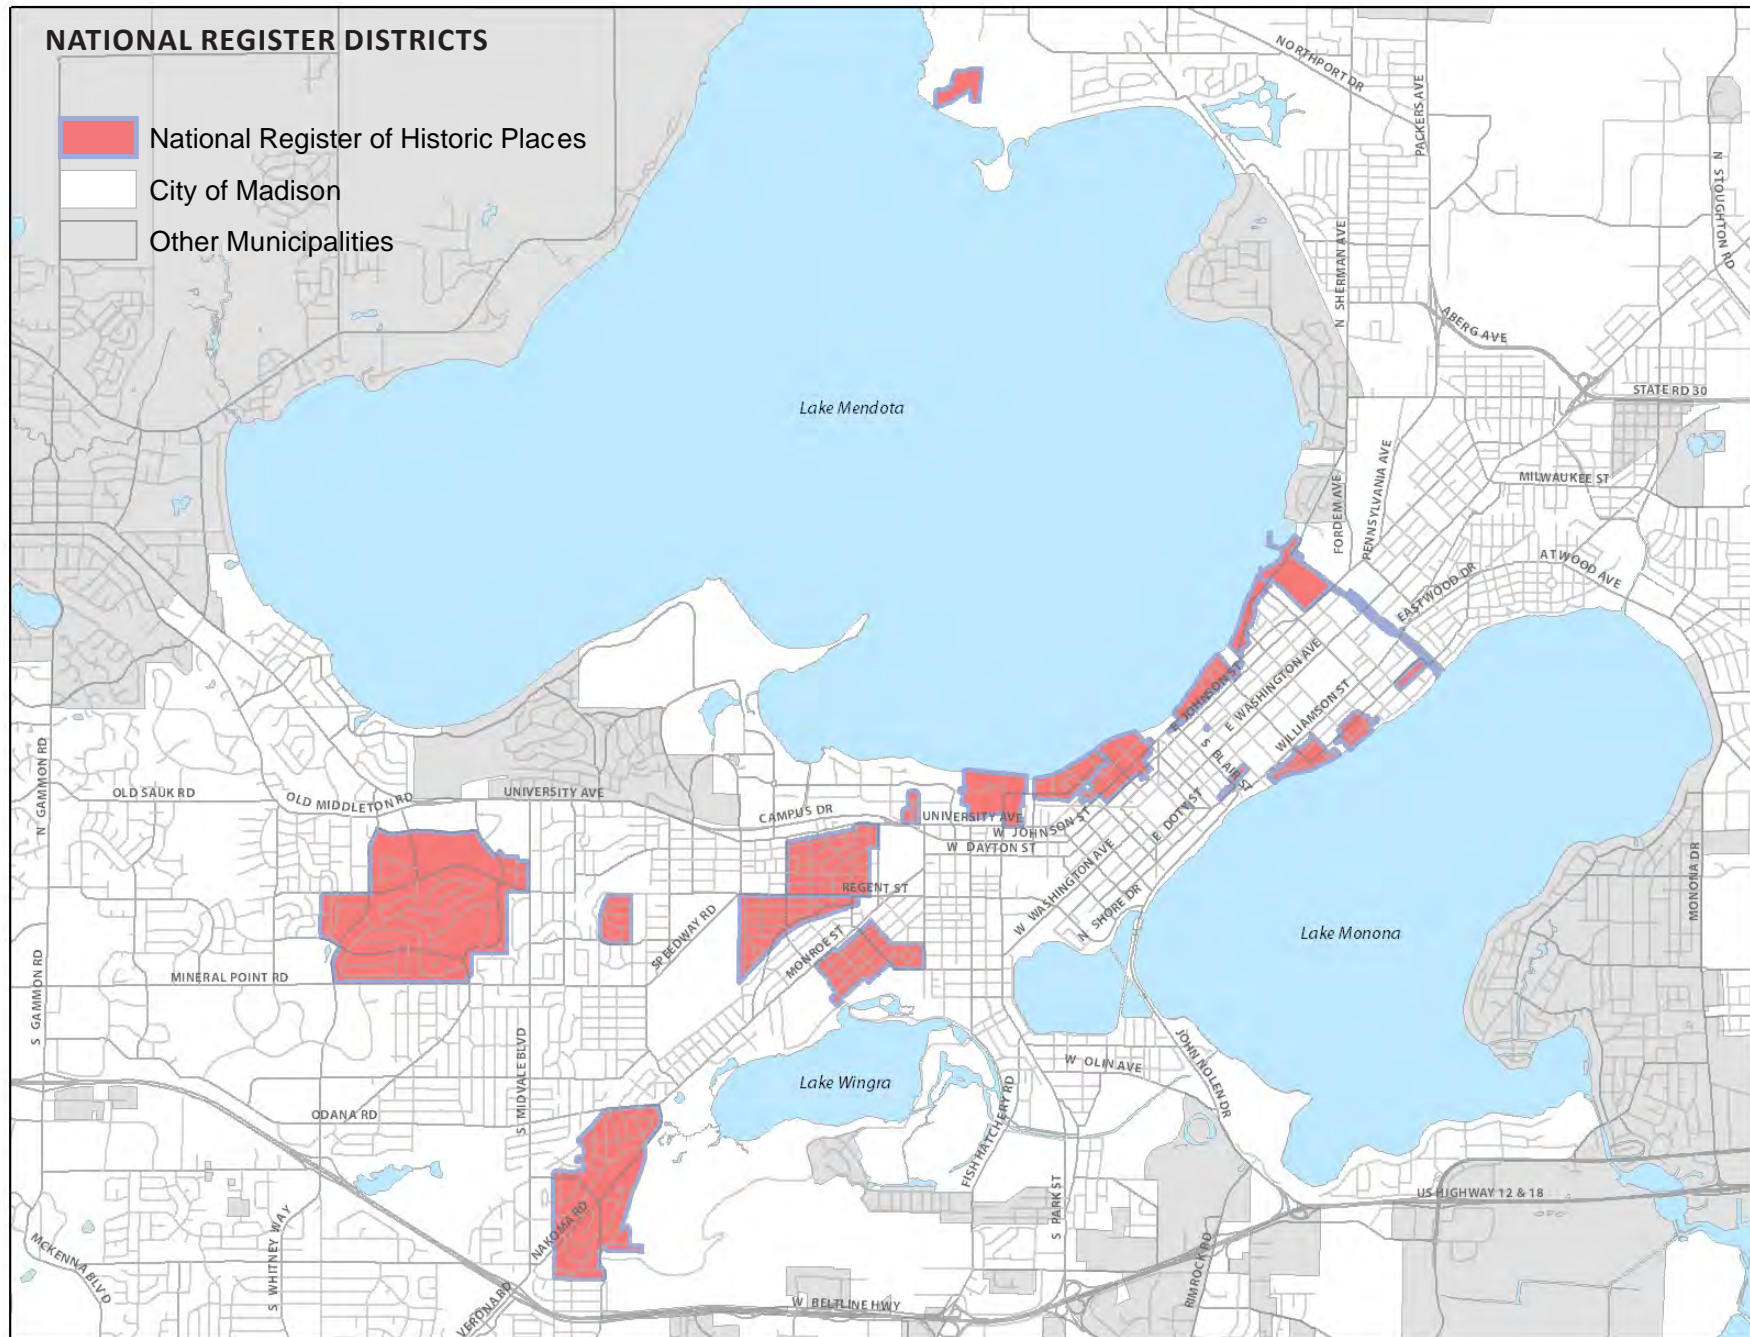 NATIONAL REGISTER DISTRICTS
National Register of Historic Places
City of Madison
Other Municipalities
NORTHPORT DR
PACKERS AVE
N STOUGHTON RD
N SHERMAN AVE
ABERG AVE
STATE RD 30
Lake Mendota
MILWAUKEE ST
FORDEM AVE
PENNSYLVANIA AVE
ATWOOD AVE
EASTWOOD DR
E JOHNSON ST
E WASHINGTON AVE
WILLIAMSON ST
S BLAIR ST
N GAMMON RD
OLD SAUK RD
OLD MIDDLETON RD
UNIVERSITY AVE
CAMPUS DR
UNIVERSITY AVE
W JOHNSON ST
W DAYTON ST
E DOTY ST
W WASHINGTON AVE
N SHORE DR
REGENT ST
SPEEDWAY RD
MONROE ST
MONONA DR
Lake Monona
MINERAL POINT RD
S GAMMON RD
S MIDVALE BLVD
W OLIN AVE
JOHN NOLEN DR
Lake Wingra
ODANA RD
FISH HATCHERY RD
S PARK ST
US HIGHWAY 12 & 18
NAKOMA RD
S WHITNEY WAY
MCKENNA BLVD
RIMROCK RD
VERONA RD
W BELTLINE HWY